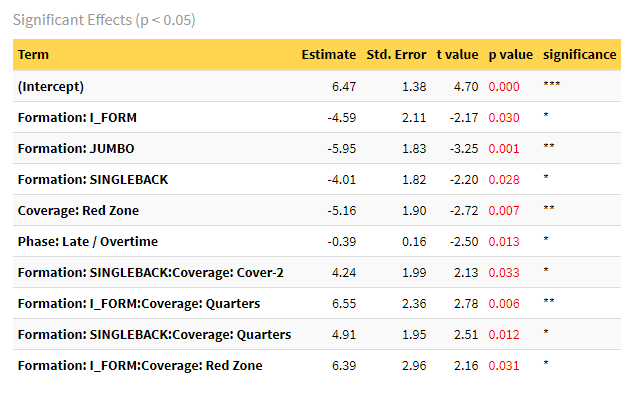 Significant Effects (p < 0.05)
Term Estimate Std. Error t value p value significance
(Intercept) 6.47 1.38 4.70 0.000 ***
Formation: I_FORM -4.59 2.11 -2.17 0.030 *
Formation: JUMBO -5.95 1.83 -3.25 0.001 **
Formation: SINGLEBACK -4.01 1.82 -2.20 0.028 *
Coverage: Red Zone -5.16 1.90 -2.72 0.007 **
Phase: Late / Overtime -0.39 0.16 -2.50 0.013 *
Formation: SINGLEBACK:Coverage: Cover-2 4.24 1.99 2.13 0.033 *
Formation: I_FORM:Coverage: Quarters 6.55 2.36 2.78 0.006 **
Formation: SINGLEBACK:Coverage: Quarters 4.91 1.95 2.51 0.012 *
Formation: I_FORM:Coverage: Red Zone 6.39 2.96 2.16 0.031 *